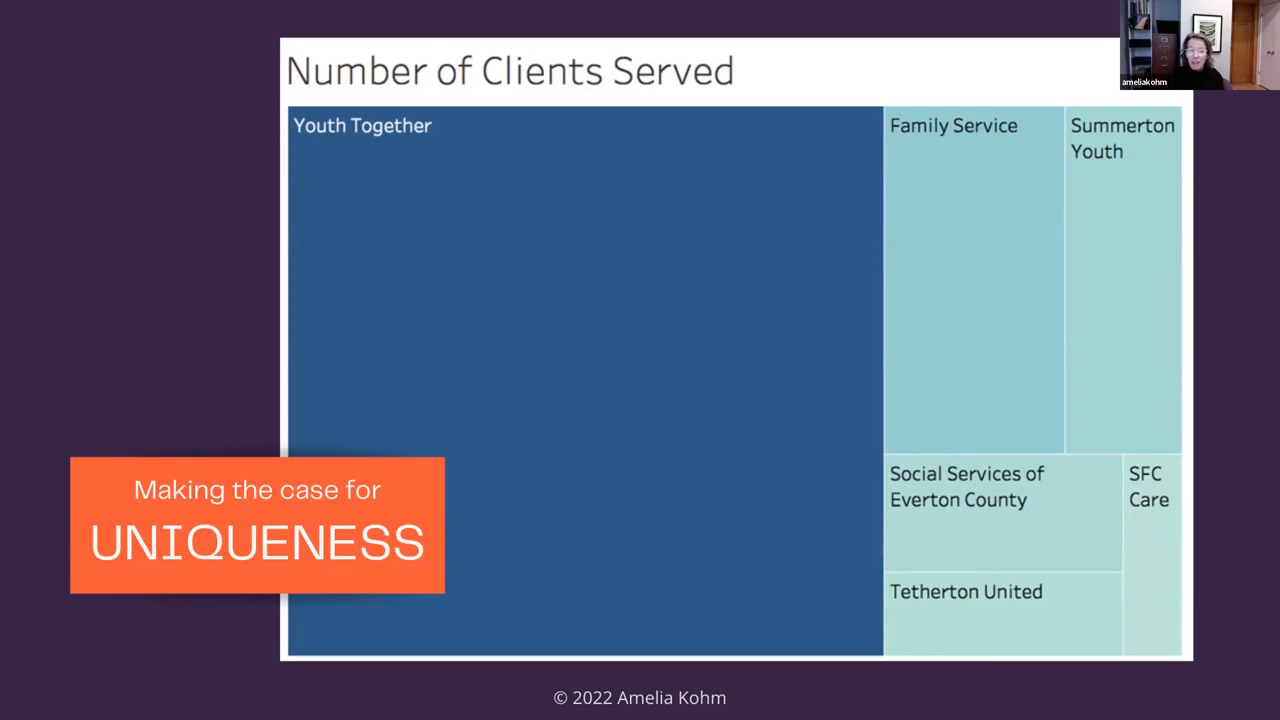 Number of Clients Served
ameliakohm
Youth Together
Family Service
Summerton
Youth
Social Services of
Everton County
SFC
Care
Tetherton United
Making the case for
UNIQUENESS
© 2022 Amelia Kohm